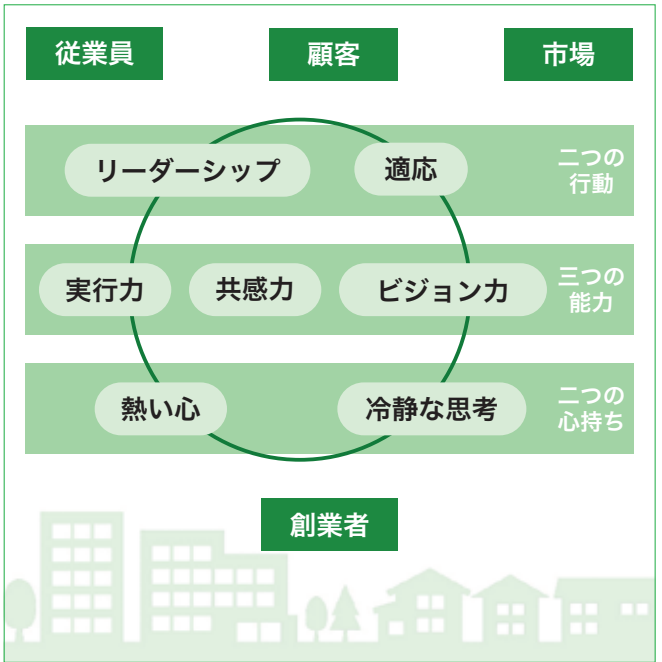 従業員
顧客
市場
リーダーシップ
適応
二つの
行動
実行力
共感力
ビジョン力
三つの
能力
熱い心
冷静な思考
二つの
心持ち
創業者